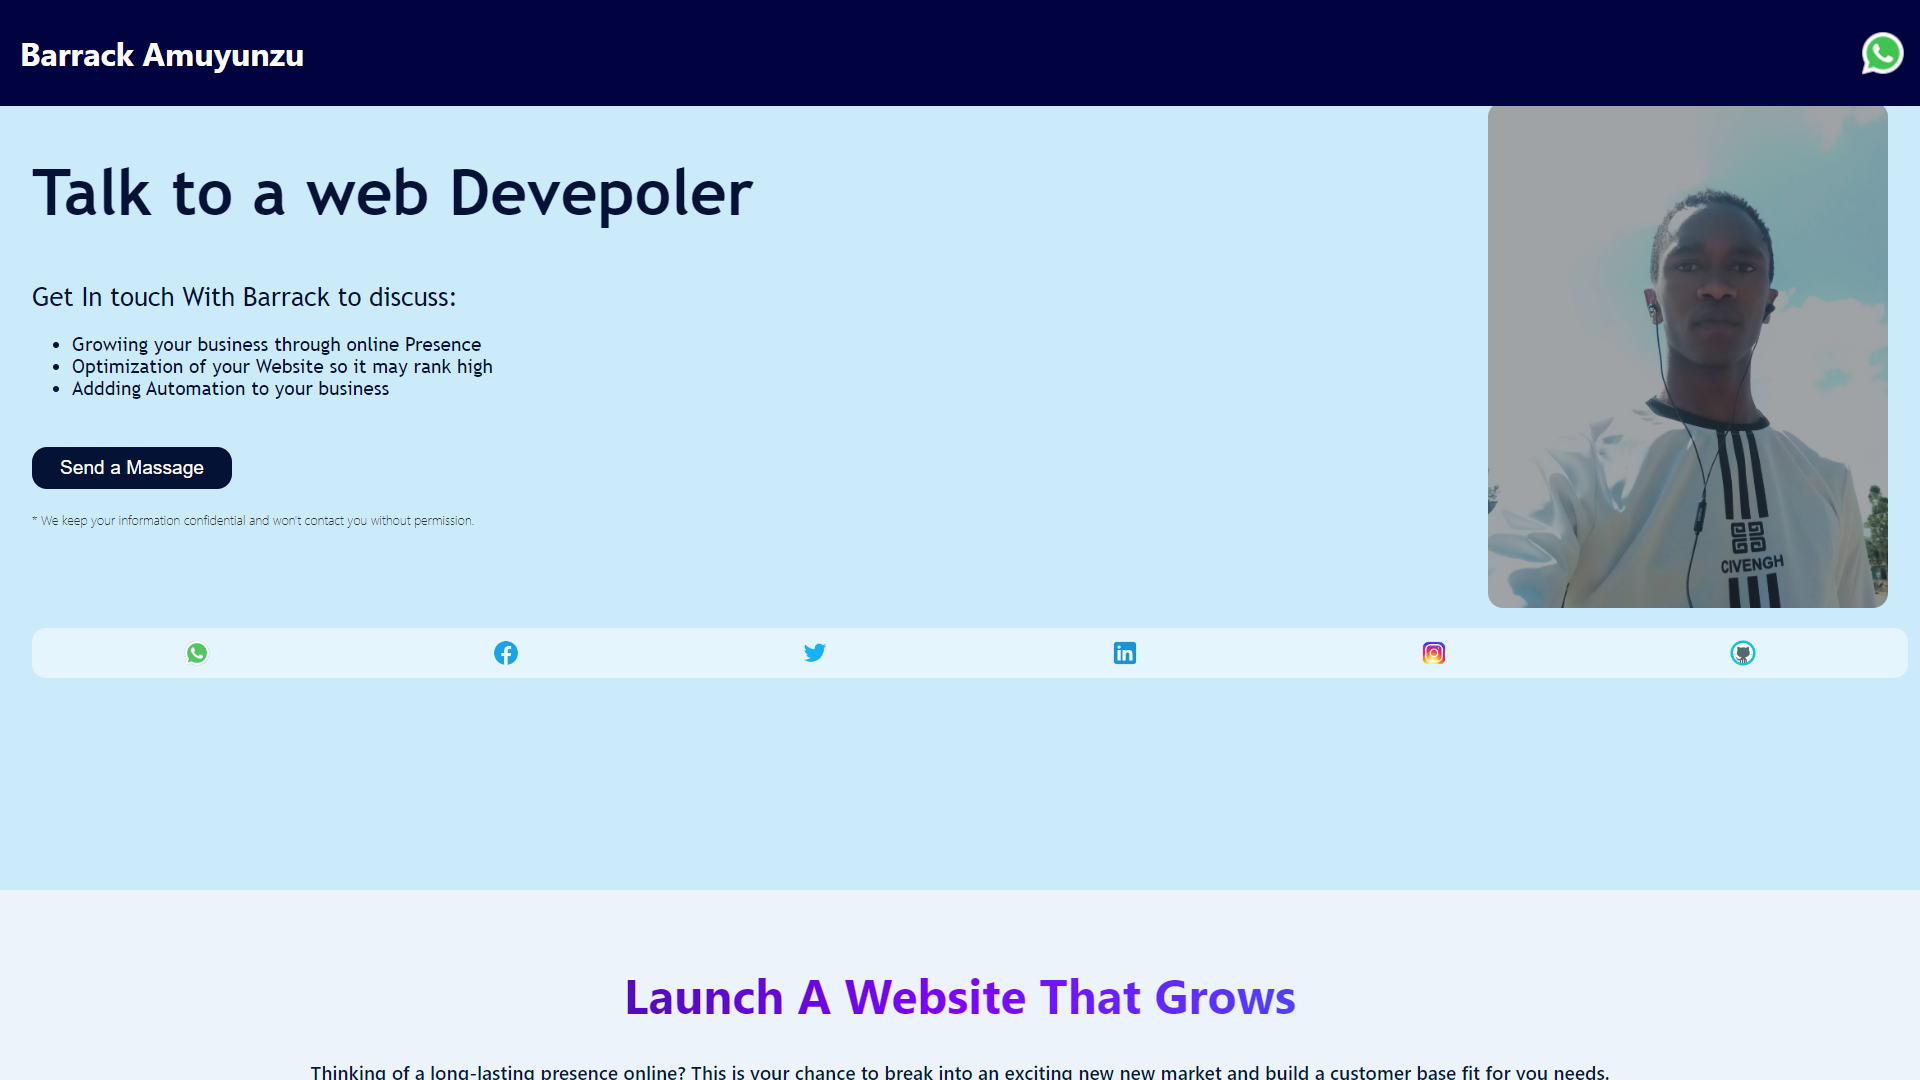 Barrack Amuyunzu
Talk to a web Devepoler
Get In touch With Barrack to discuss:
Growiing your business through online Presence
Optimization of your Website so it may rank high
Addding Automation to your business
Send a Massage
* We keep your information confidential and won't contact you without permission.
CIVENGH
Launch A Website That Grows
Thinking of a long-lasting presence online? This is your chance to break into an exciting new new market and build a customer base fit for you needs.